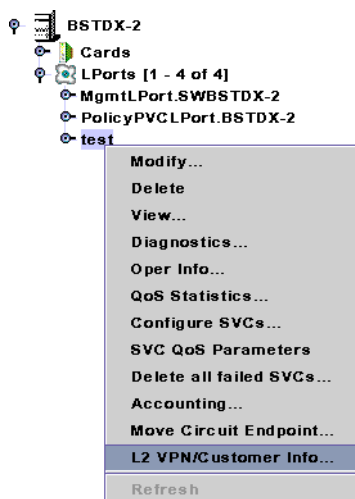 BSTDX-2
Cards
LPorts [1 - 4 of 4]
MgmtLPort.SWBSTDX-2
PolicyPVCLPort.BSTDX-2
test
Modify...
Delete
View...
Diagnostics...
Oper Info...
QoS Statistics...
Configure SVCs...
SVC QoS Parameters
Delete all failed SVCs...
Accounting...
Move Circuit Endpoint...
L2 VPN/Customer Info...
Refresh